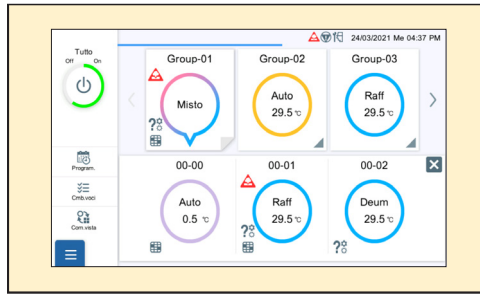 24/03/2021 Me 04:37 PM
Tutto
Off On
Program.
Cmb.voci
Com.vista
Group-01
Misto
Group-02
Auto
29.5 °C
Group-03
Raff
29.5 °C
00-00
Auto
0.5 °C
00-01
Raff
29.5 °C
00-02
Deum
29.5 °C